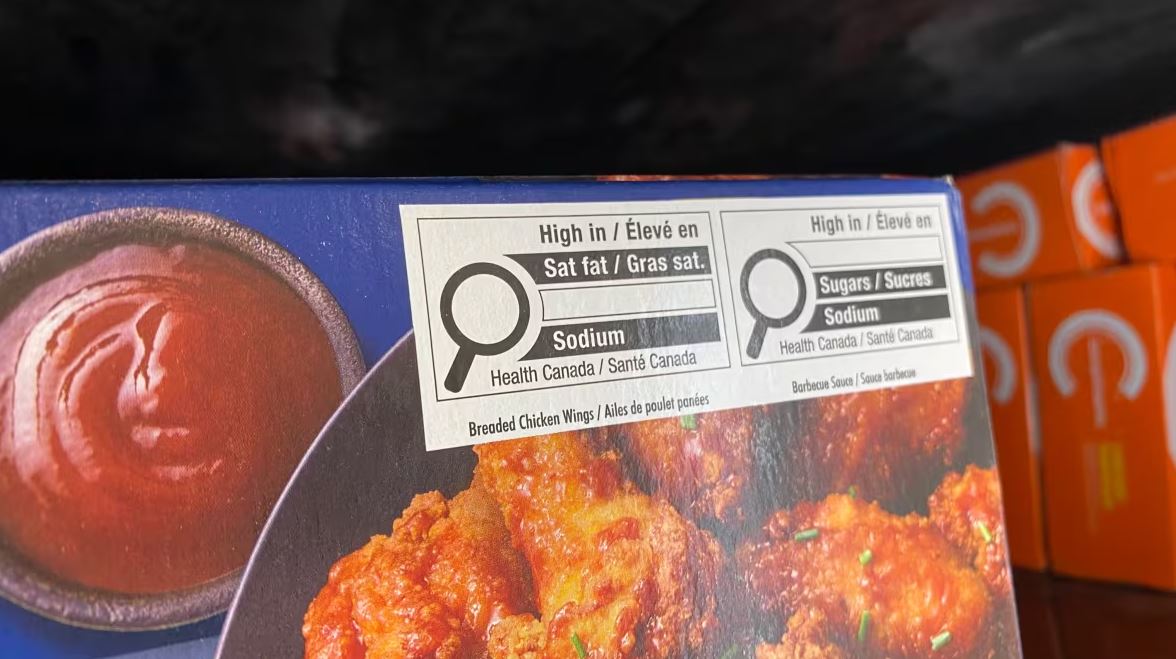 High in / Élevé en
Sat fat / Gras sat.
Sodium
Health Canada / Santé Canada
Breaded Chicken Wings / Ailes de poulet panées
High in / Élevé en
Sugars / Sucres
Sodium
Health Canada / Santé Canada
Barbecue Sauce / Sauce barbecue